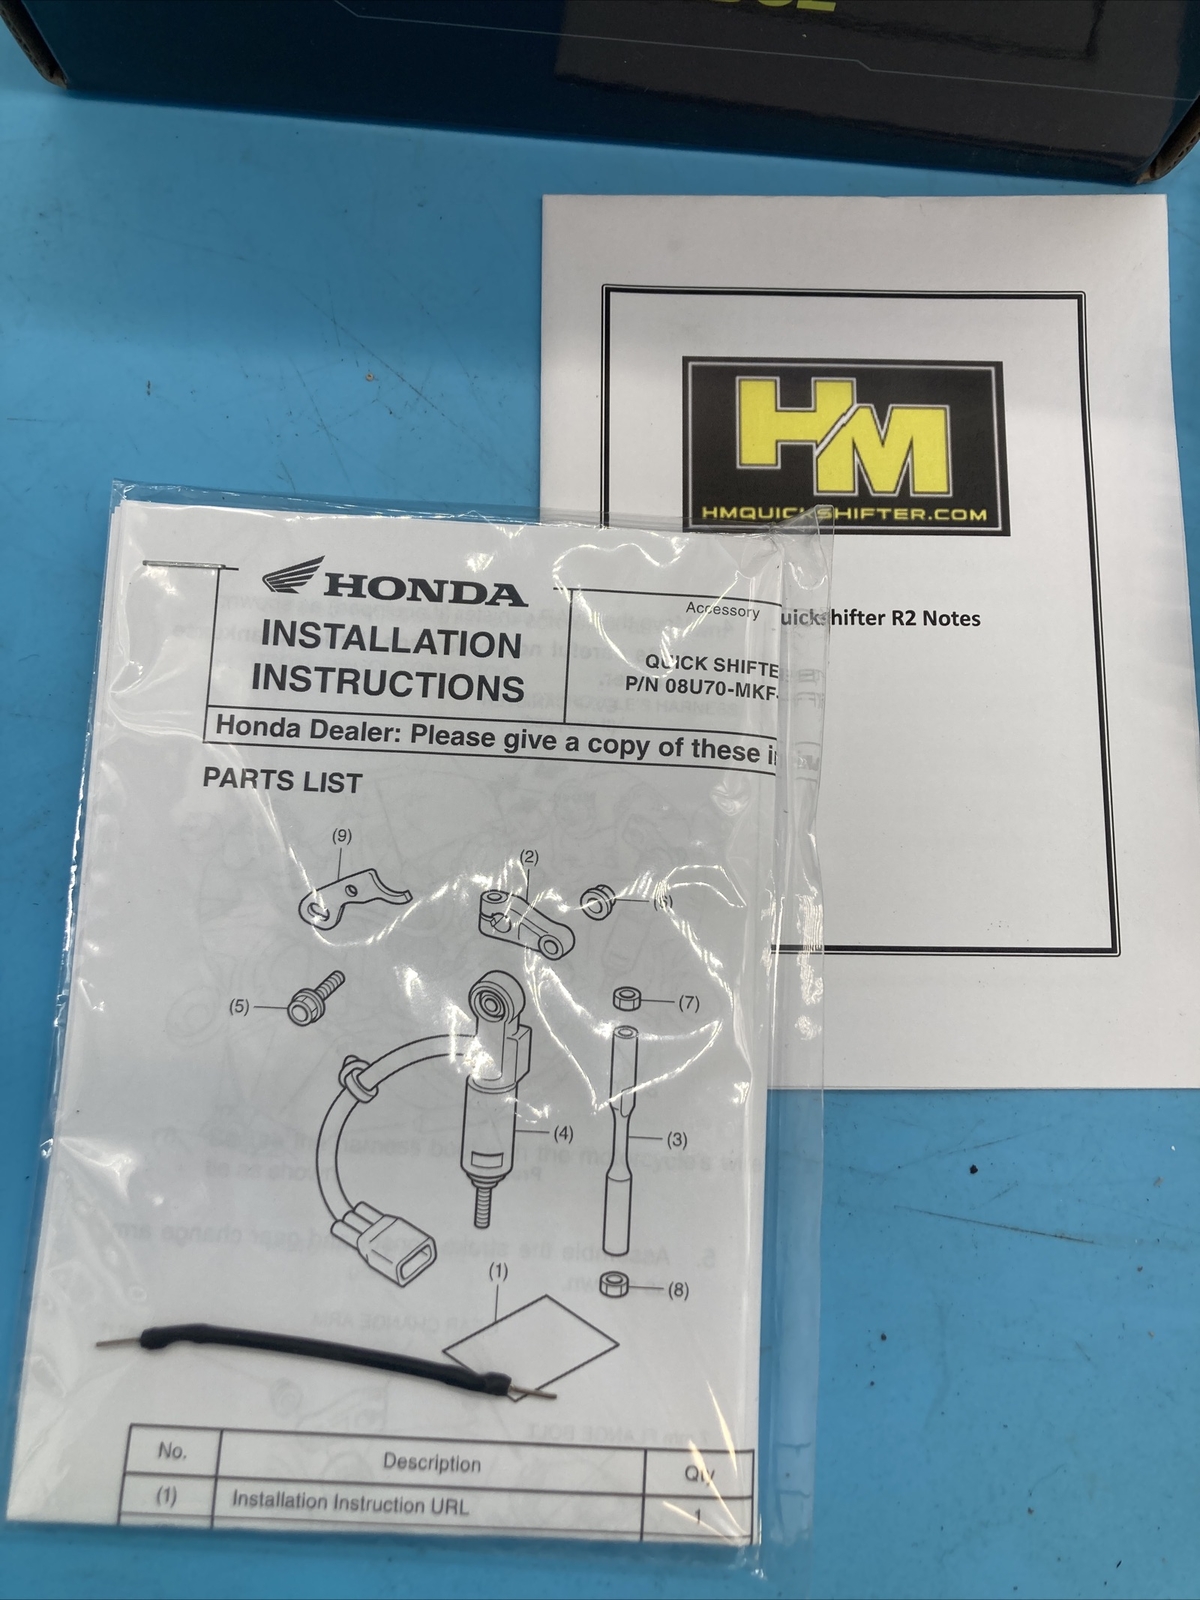 HM
HMQUICKSHIFTER.COM
uickshifter R2 Notes
HONDA
INSTALLATION
INSTRUCTIONS
Accessory
QUICK SHIFTE
P/N 08U70-MKF-
Honda Dealer: Please give a copy of these i
PARTS LIST
(9)
(2)
(5)
(7)
(4)
(3)
(1)
(8)
No. Description Qty
(1) Installation Instruction URL 1